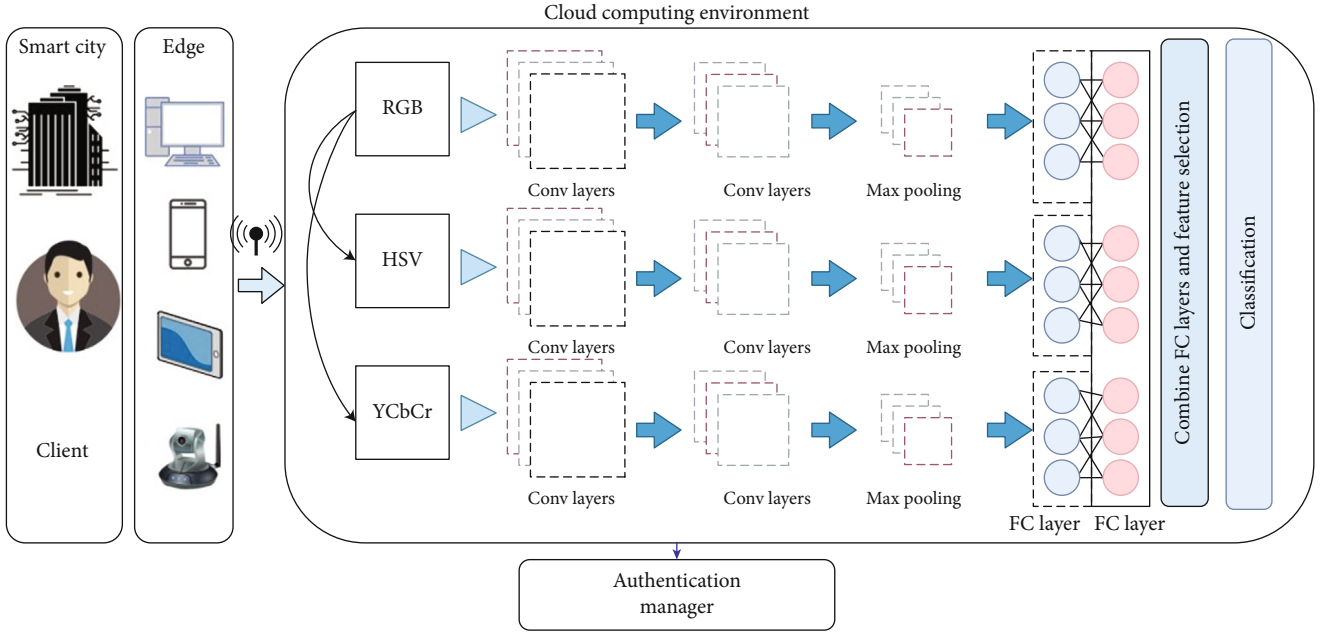 Cloud computing environment
Smart city
Client
Edge
RGB
Conv layers
Conv layers
Max pooling
HSV
Conv layers
Conv layers
Max pooling
YCbCr
Conv layers
Conv layers
Max pooling
FC layer
FC layer
Combine FC layers and feature selection
Classification
Authentication
manager